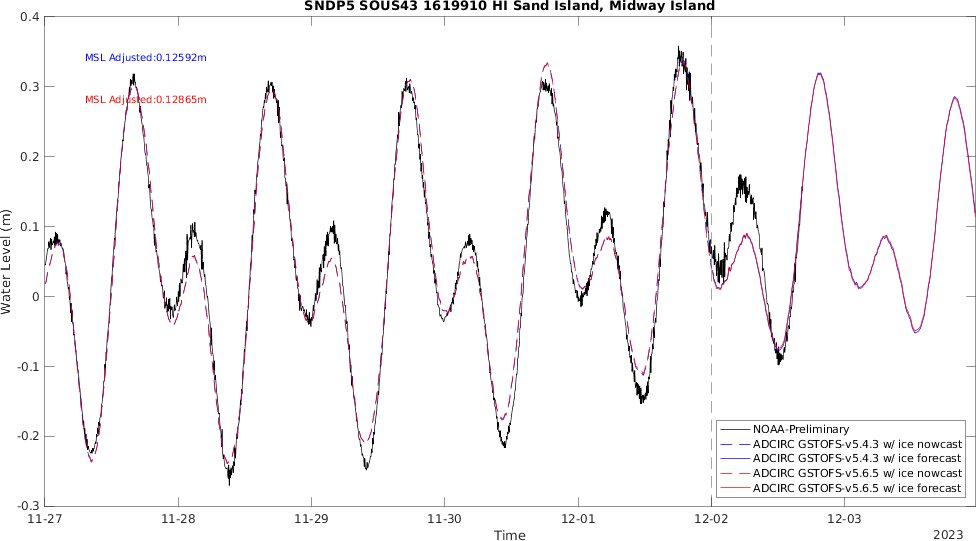 SNDP5 SOUS43 1619910 HI Sand Island, Midway Island
MSL Adjusted:0.12592m
MSL Adjusted:0.12865m
Water Level (m)
0.4
0.3
0.2
0.1
0
-0.1
-0.2
-0.3
NOAA-Preliminary
ADCIRC GSTOFS-v5.4.3 w/ice nowcast
ADCIRC GSTOFS-v5.4.3 w/ice forecast
ADCIRC GSTOFS-v5.6.5 w/ice nowcast
ADCIRC GSTOFS-v5.6.5 w/ice forecast
11-27 11-28 11-29 11-30 12-01 12-02 12-03
Time
2023